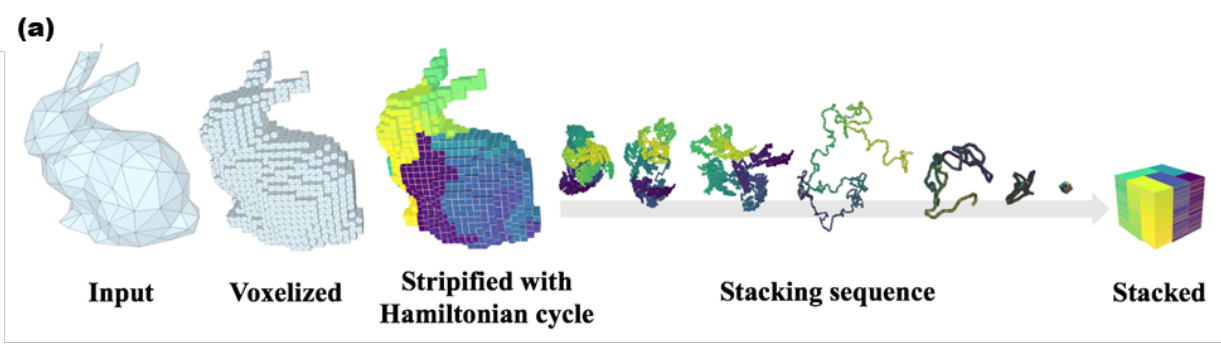 (a)
Input
Voxelized
Stripified with
Hamiltonian cycle
Stacking sequence
Stacked